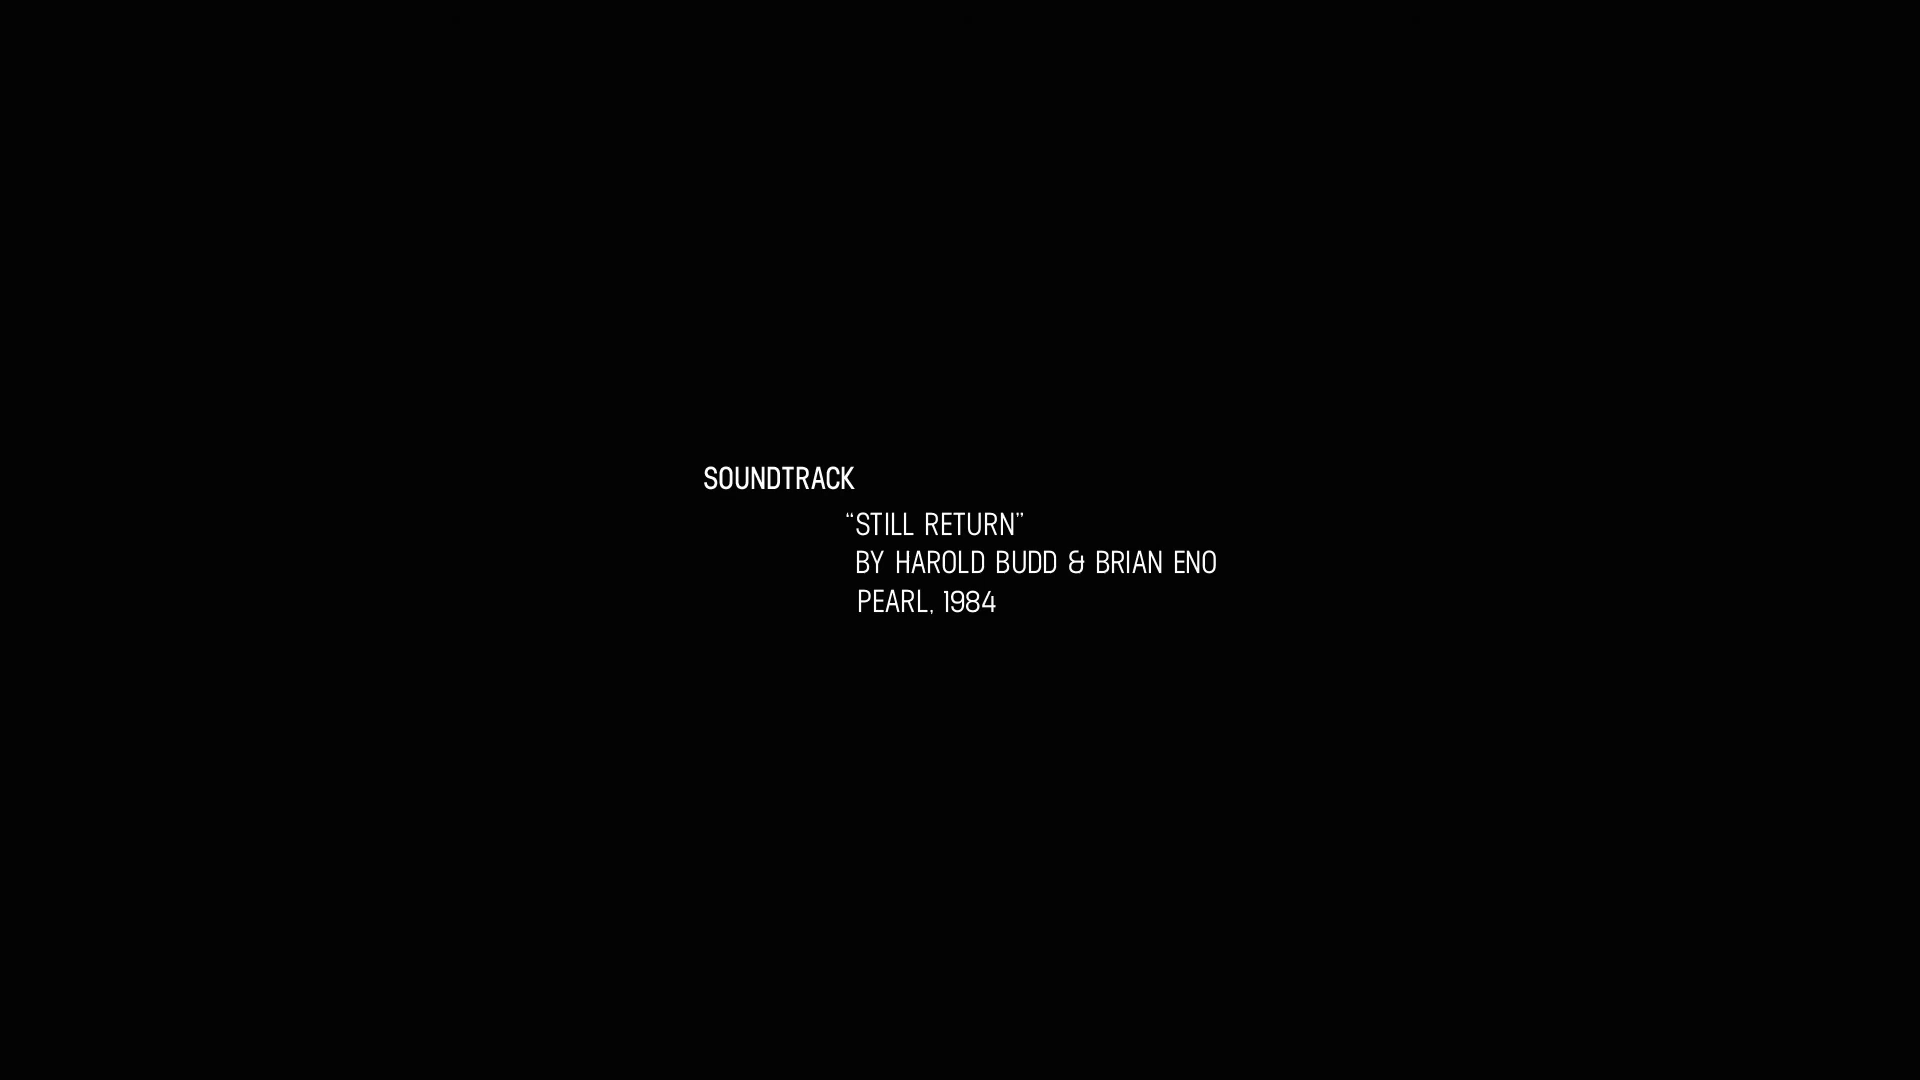 SOUNDTRACK
“STILL RETURN”
BY HAROLD BUDD & BRIAN ENO
PEARL, 1984